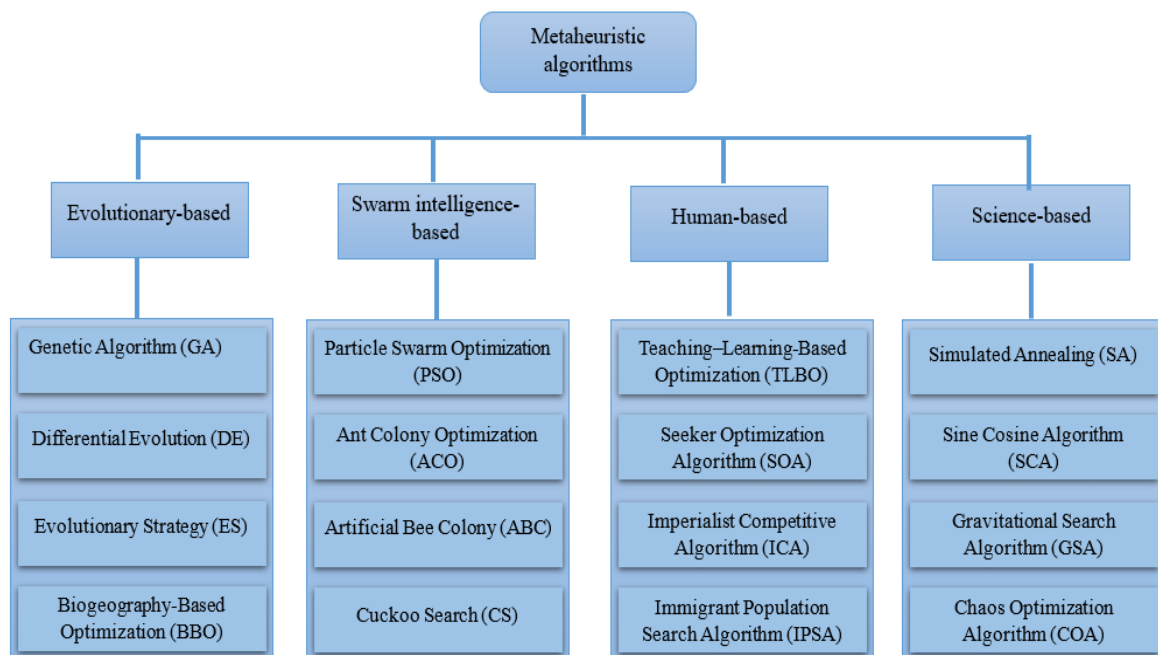 Metaheuristic
algorithms
Evolutionary-based
Swarm intelligence-
based
Human-based
Science-based
Genetic Algorithm (GA)
Differential Evolution (DE)
Evolutionary Strategy (ES)
Biogeography-Based
Optimization (BBO)
Particle Swarm Optimization
(PSO)
Ant Colony Optimization
(ACO)
Artificial Bee Colony (ABC)
Cuckoo Search (CS)
Teaching–Learning-Based
Optimization (TLBO)
Seeker Optimization
Algorithm (SOA)
Imperialist Competitive
Algorithm (ICA)
Immigrant Population
Search Algorithm (IPSA)
Simulated Annealing (SA)
Sine Cosine Algorithm
(SCA)
Gravitational Search
Algorithm (GSA)
Chaos Optimization
Algorithm (COA)